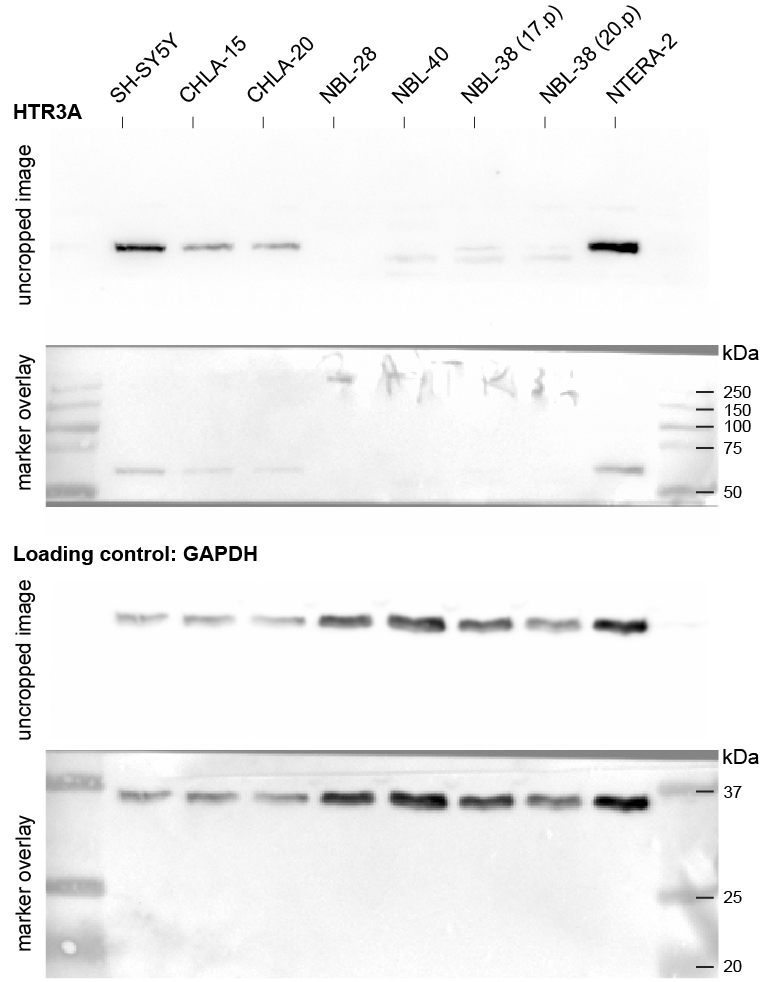 SH-SY5Y
CHLA-15
CHLA-20
NBL-28
NBL-40
NBL-38 (17.p)
NBL-38 (20.p)
NTERA-2
HTR3A
uncropped image
kDa
marker overlay
250
150
100
75
50
Loading control: GAPDH
uncropped image
kDa
marker overlay
37
25
20